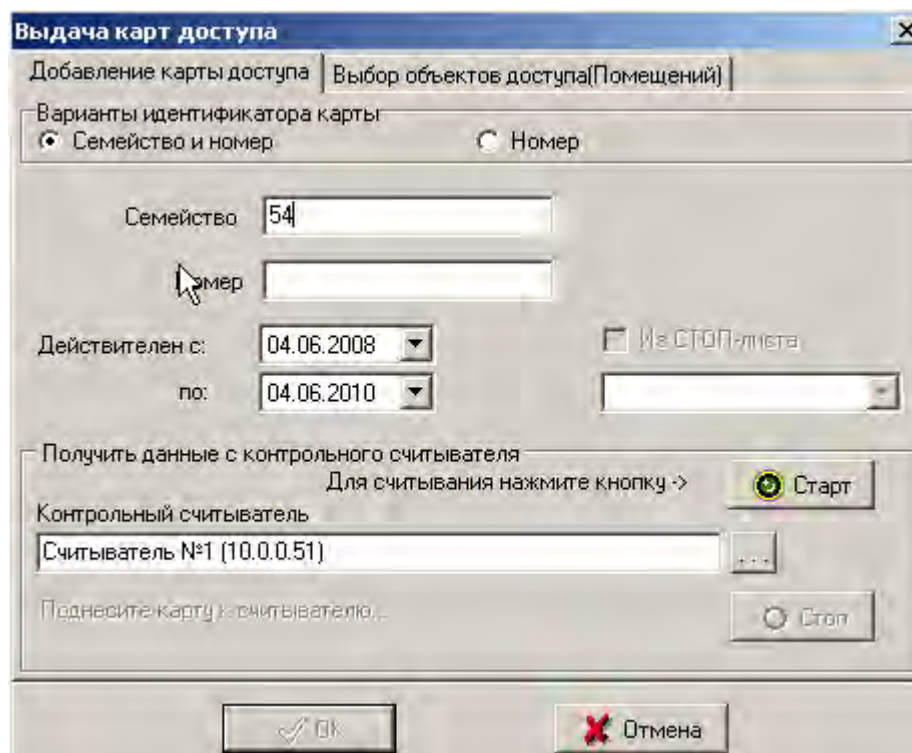 Выдача карт доступа
Добавление карты доступа
Выбор объектов доступа(Помещений)
Варианты идентификатора карты
Семейство и номер
Номер
Семейство 54
Действителен с: 04.06.2008
Из СТОП-листа
по: 04.06.2010
Получить данные с контрольного считывателя
Для считывания нажмите кнопку ->
Старт
Контрольный считыватель
Считыватель №1 (10.0.0.51)
...
Поднесите карту к считывателю...
Стоп
Ok
Отмена